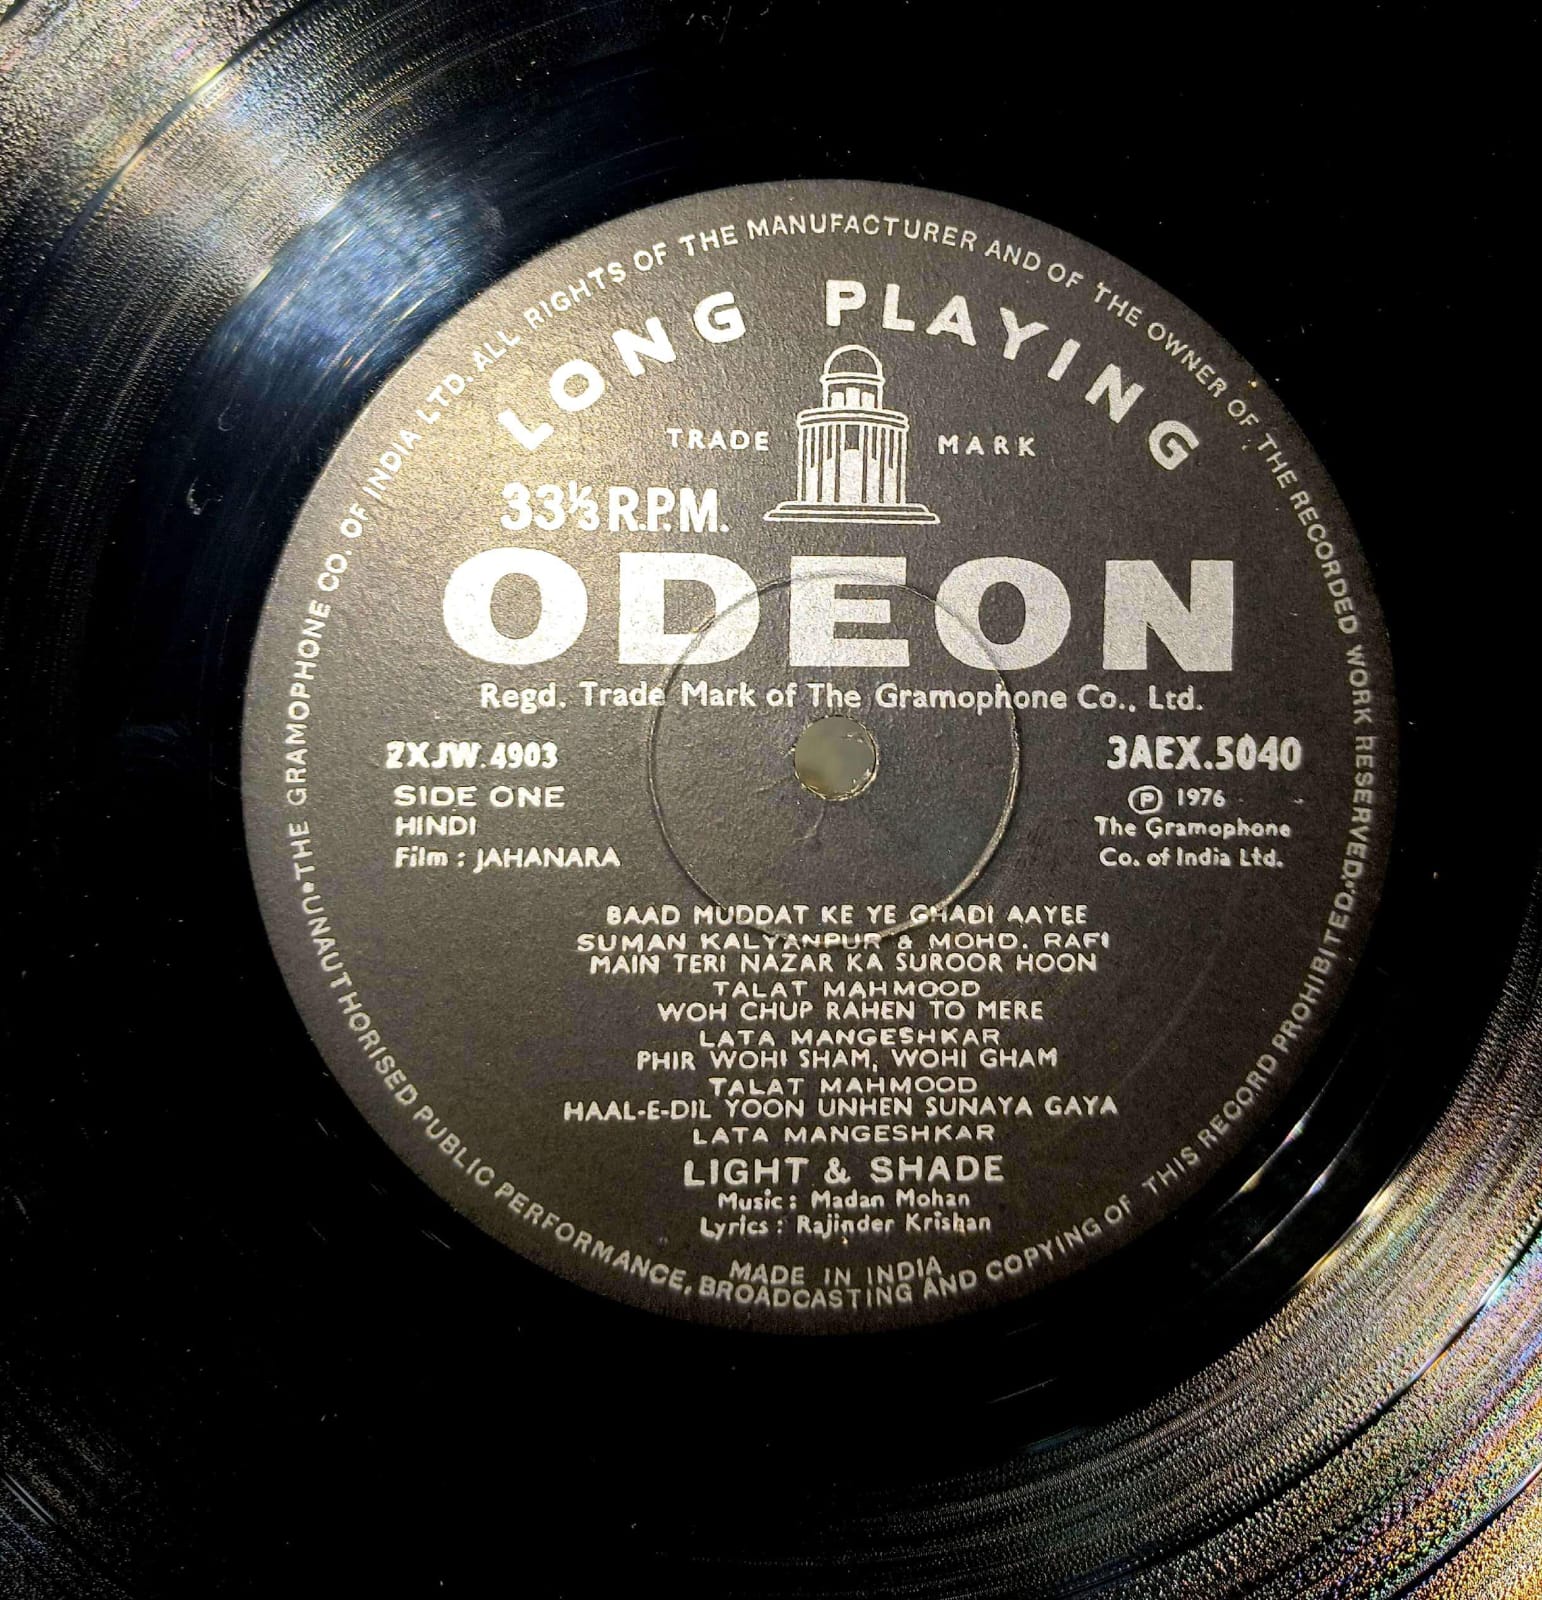 THE GRAMOPHONE CO. OF INDIA LTD. ALL RIGHTS OF THE MANUFACTURER AND OF THE OWNER OF THE RECORDED WORK RESERVED.
LONG PLAYING
TRADE MARK
33⅓ R.P.M.
ODEON
Regd. Trade Mark of The Gramophone Co., Ltd.
2XJW.4903
3AEX.5040
SIDE ONE
Ⓟ 1976
HINDI
The Gramophone
Film : JAHANARA
Co. of India Ltd.
BAAD MUDDAT KE YE GHADI AAYEE
SUMAN KALYANPUR & MOHD. RAFI
MAIN TERI NAZAR KA SUROOR HOON
TALAT MAHMOOD
WOH CHUP RAHEN TO MERE
LATA MANGESHKAR
PHIR WOHI SHAM, WOHI GHAM
TALAT MAHMOOD
HAAL-E-DIL YOON UNHEN SUNAYA GAYA
LATA MANGESHKAR
LIGHT & SHADE
Music : Madan Mohan
Lyrics : Rajinder Krishan
MADE IN INDIA
UNAUTHORISED PUBLIC PERFORMANCE, BROADCASTING AND COPYING OF THIS RECORD PROHIBITED.